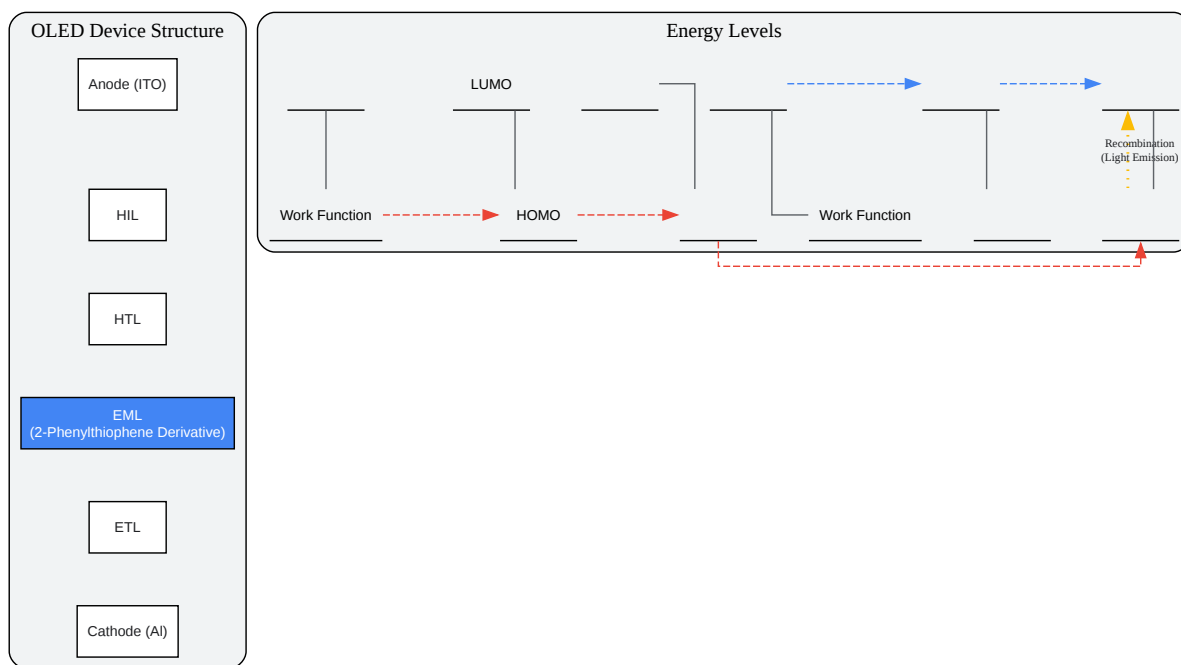 OLED Device Structure
Anode (ITO)
HIL
HTL
EML
(2-Phenylthiophene Derivative)
ETL
Cathode (Al)
Energy Levels
LUMO
Recombination
(Light Emission)
Work Function
HOMO
Work Function